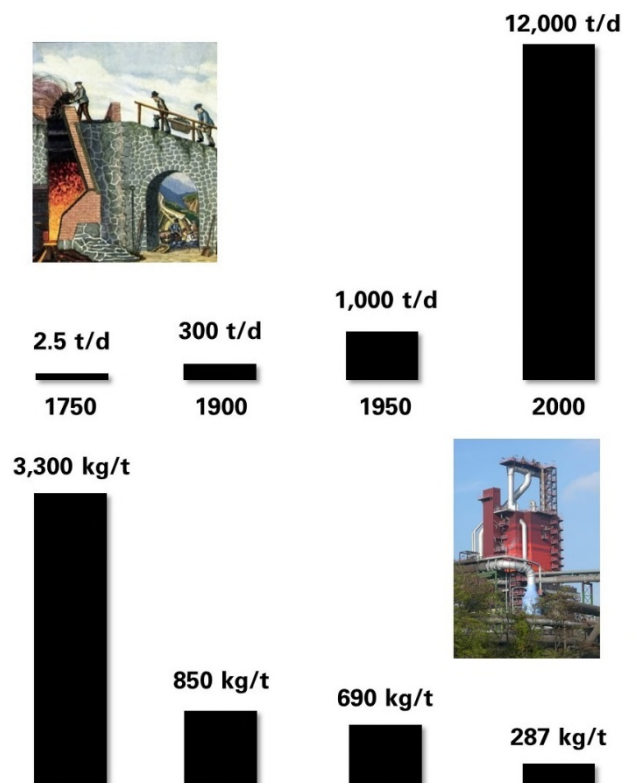 12,000 t/d
1,000 t/d
300 t/d
2.5 t/d
1750 1900 1950 2000
3,300 kg/t
850 kg/t
690 kg/t
287 kg/t